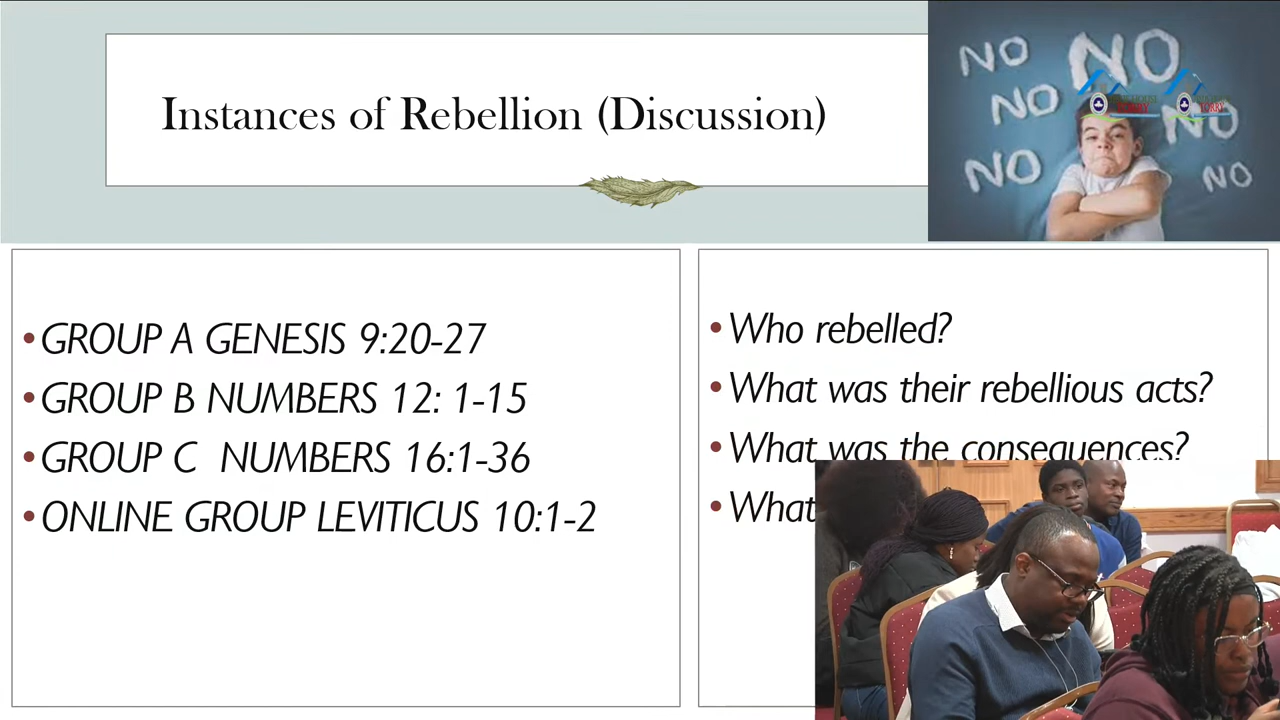 Instances of Rebellion (Discussion)
NO NO
NO NO
NO NO
TORRY TORRY
•GROUP A GENESIS 9:20-27
•GROUP B NUMBERS 12: 1-15
•GROUP C NUMBERS 16:1-36
•ONLINE GROUP LEVITICUS 10:1-2
•Who rebelled?
•What was their rebellious acts?
•What was the consequences?
•What